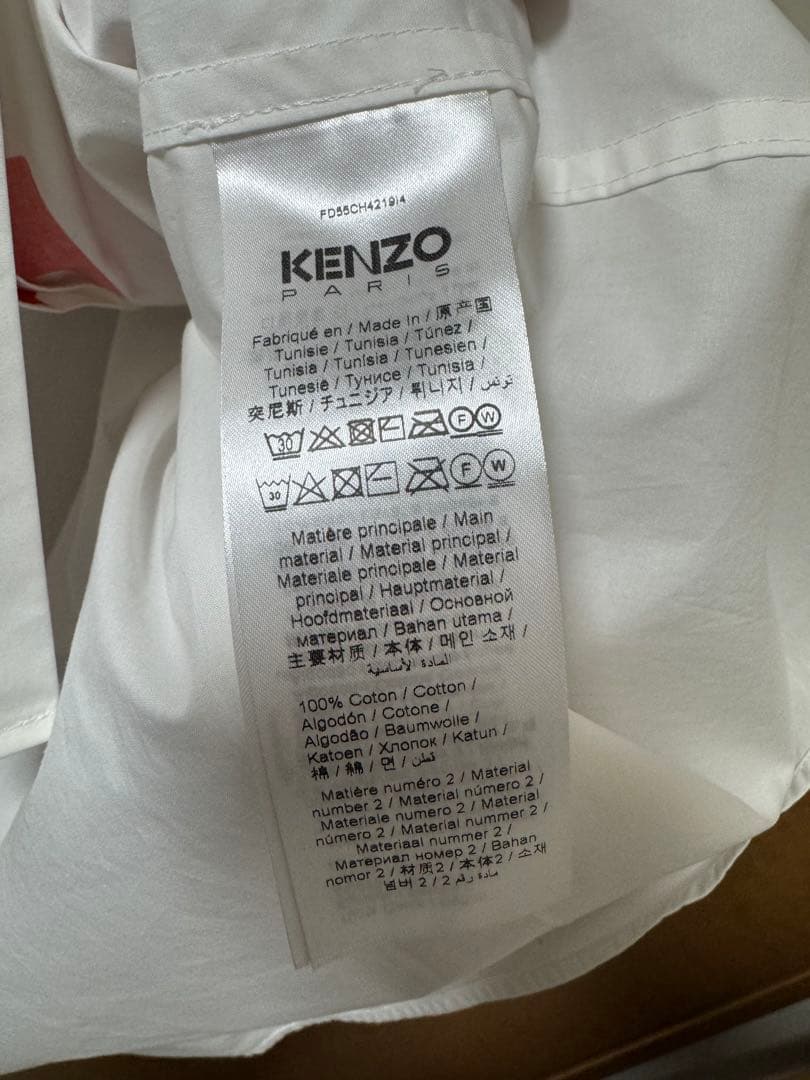 FD55CH4219I4
KENZO
PARIS
Fabriqué en / Made In / 原产国
Tunisie / Tunisia / Túnez /
Tunisia / Tunísia / Tunesien /
Tunesië / Тунисе / Tunisia /
突尼斯 / チュニジア / 튀니지 / تونس
30 F W
30 F W
Matière principale / Main
material / Material principal /
Materiale principale / Material
principal / Hauptmaterial /
Hoofdmateriaal / Основной
материал / Bahan utama /
主要材质 / 本体 / 메인 소재 /
المادة الأساسية
100% Coton / Cotton /
Algodón / Cotone /
Algodão / Baumwolle /
Katoen / Хлопок / Katun /
棉 / 綿 / 면 / قطن
Matière numéro 2 / Material
number 2 / Material número 2 /
Materiale numero 2 / Material
número 2 / Material nummer 2 /
Materiaal nummer 2 /
Материал номер 2 / Bahan
nomor 2 / 材质2 / 本体2 / 소재
넘버 2 / مادة رقم 2